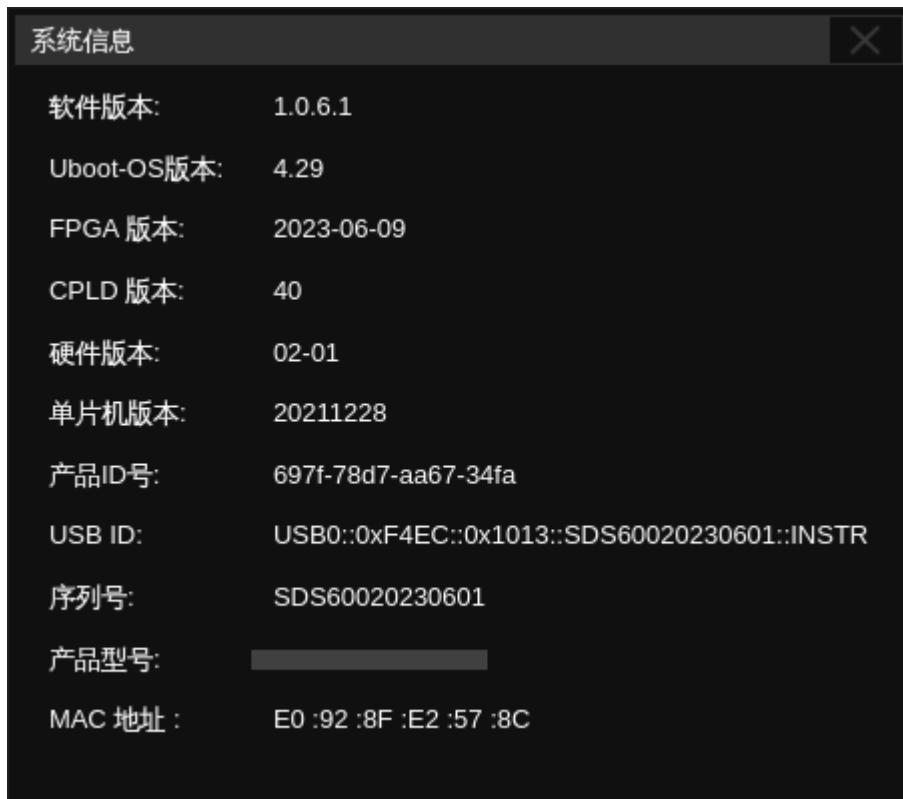 系统信息
软件版本: 1.0.6.1
Uboot-OS版本: 4.29
FPGA 版本: 2023-06-09
CPLD 版本: 40
硬件版本: 02-01
单片机版本: 20211228
产品ID号: 697f-78d7-aa67-34fa
USB ID: USB0::0xF4EC::0x1013::SDS60020230601::INSTR
序列号: SDS60020230601
产品型号:
MAC 地址 : E0 :92 :8F :E2 :57 :8C